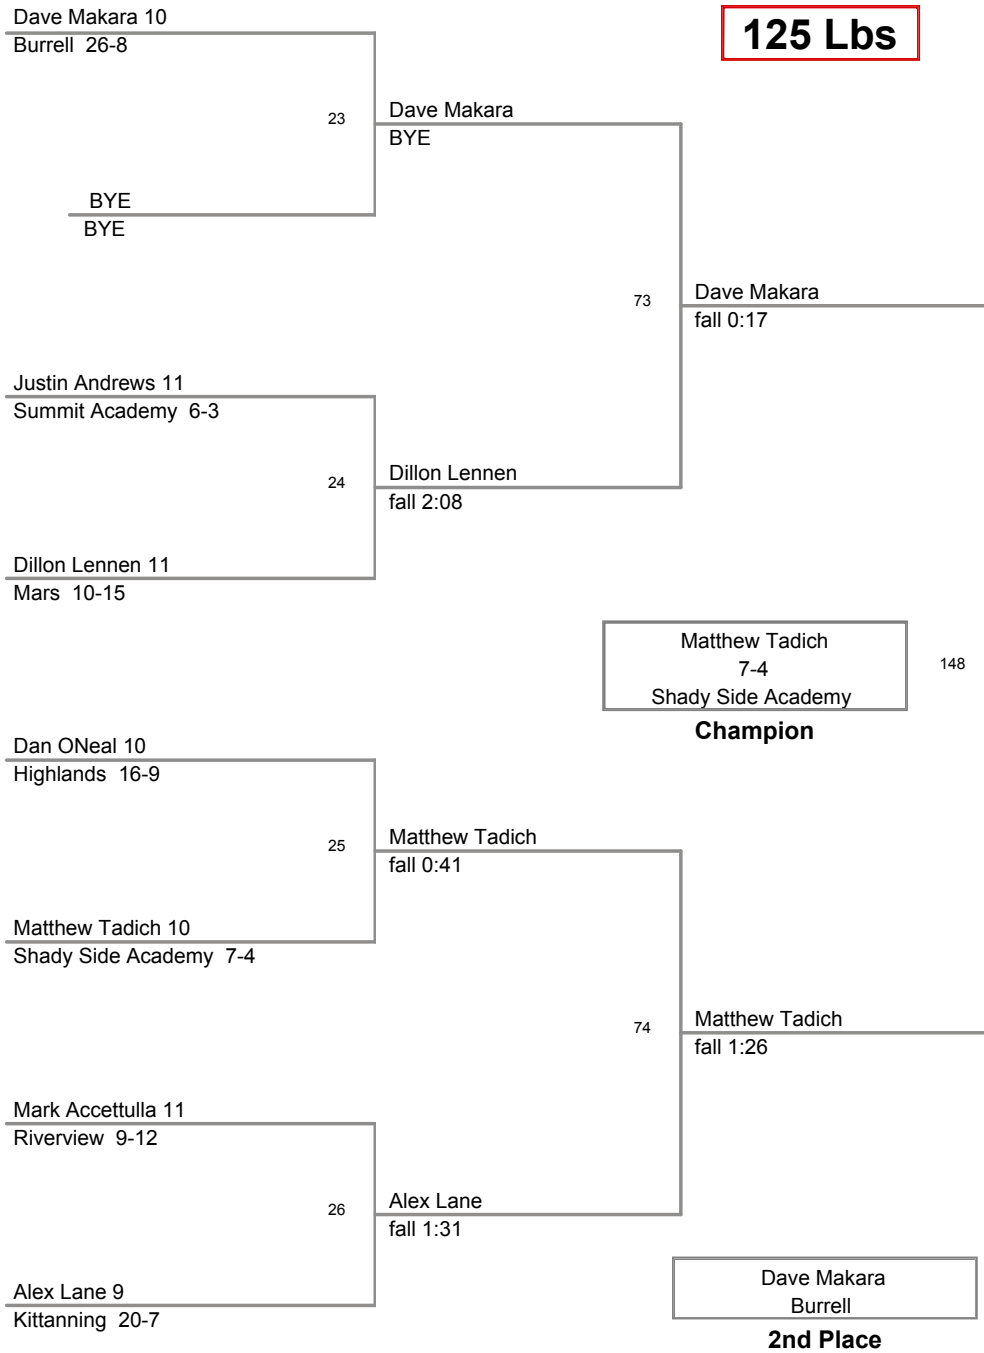 Dave Makara 10
Burrell 26-8
125 Lbs
23
Dave Makara
BYE
BYE
BYE
73
Dave Makara
fall 0:17
Justin Andrews 11
Summit Academy 6-3
24
Dillon Lennen
fall 2:08
Dillon Lennen 11
Mars 10-15
Matthew Tadich
7-4
Shady Side Academy
148
Champion
Dan ONeal 10
Highlands 16-9
25
Matthew Tadich
fall 0:41
Matthew Tadich 10
Shady Side Academy 7-4
74
Matthew Tadich
fall 1:26
Mark Accettulla 11
Riverview 9-12
26
Alex Lane
fall 1:31
Alex Lane 9
Kittanning 20-7
Dave Makara
Burrell
2nd Place